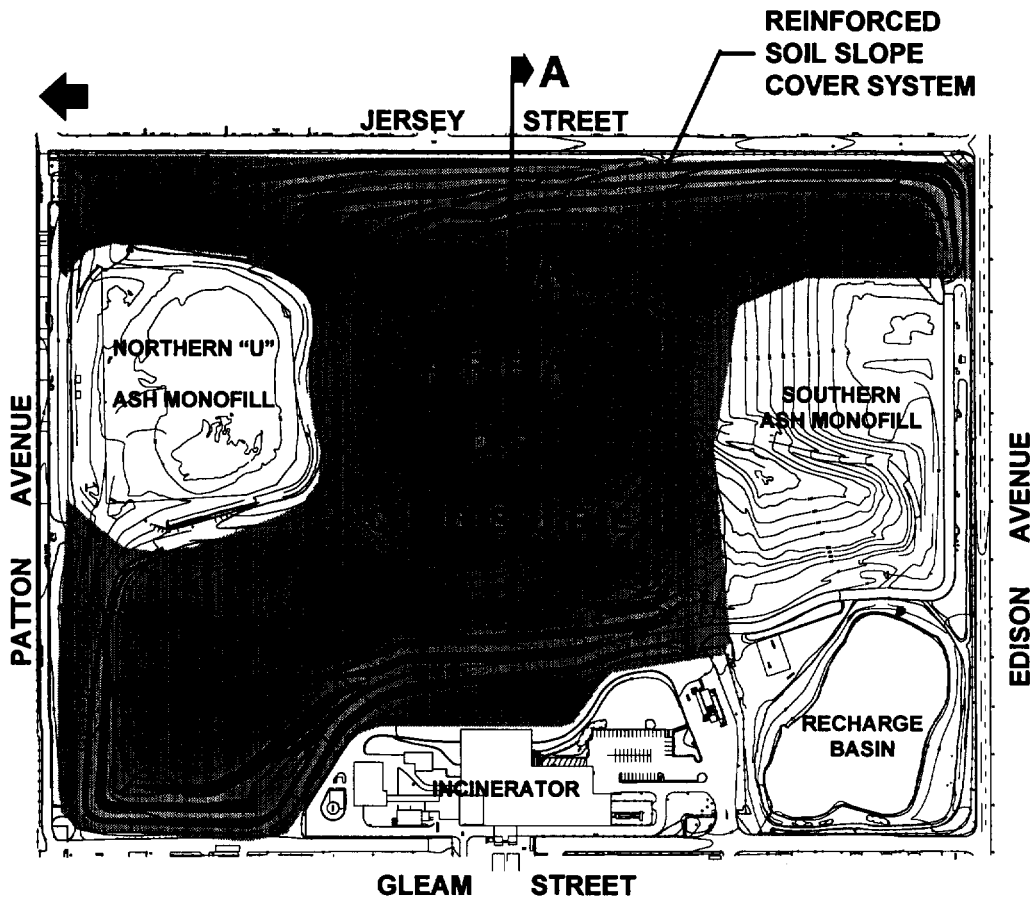 REINFORCED
SOIL SLOPE
COVER SYSTEM
A
JERSEY STREET
NORTHERN “U”
ASH MONOFILL
SOUTHERN
ASH MONOFILL
PATTON AVENUE
EDISON AVENUE
RECHARGE
BASIN
INCINERATOR
GLEAM STREET